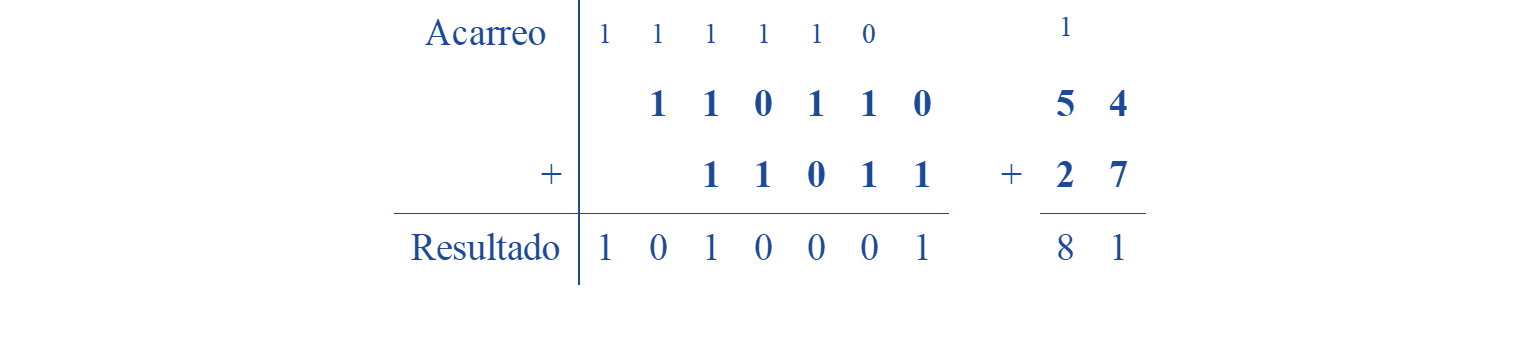 Acarreo 1 1 1 1 1 0 1
1 1 0 1 1 0 5 4
+ 1 1 0 1 1 + 2 7
Resultado 1 0 1 0 0 0 1 8 1